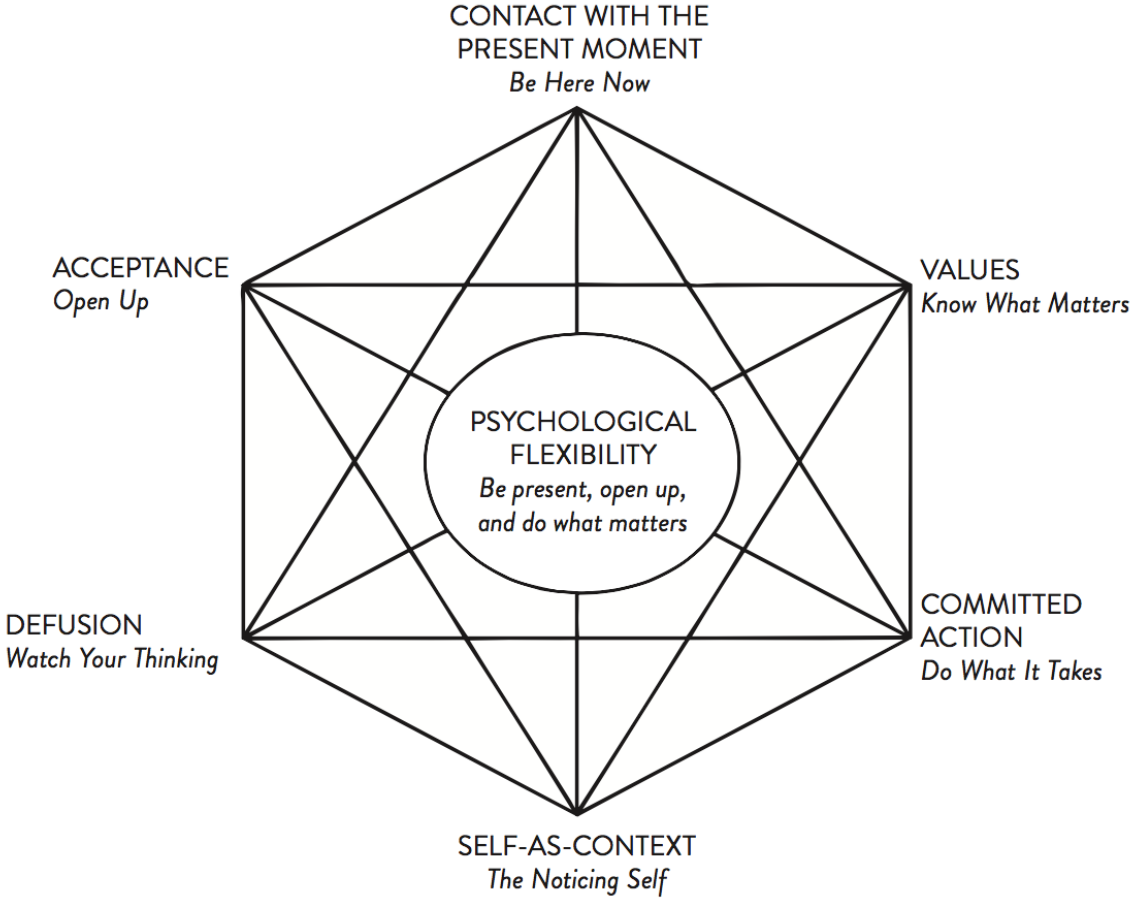 CONTACT WITH THE
PRESENT MOMENT
Be Here Now
ACCEPTANCE
Open Up
VALUES
Know What Matters
PSYCHOLOGICAL
FLEXIBILITY
Be present, open up,
and do what matters
DEFUSION
Watch Your Thinking
COMMITTED
ACTION
Do What It Takes
SELF-AS-CONTEXT
The Noticing Self